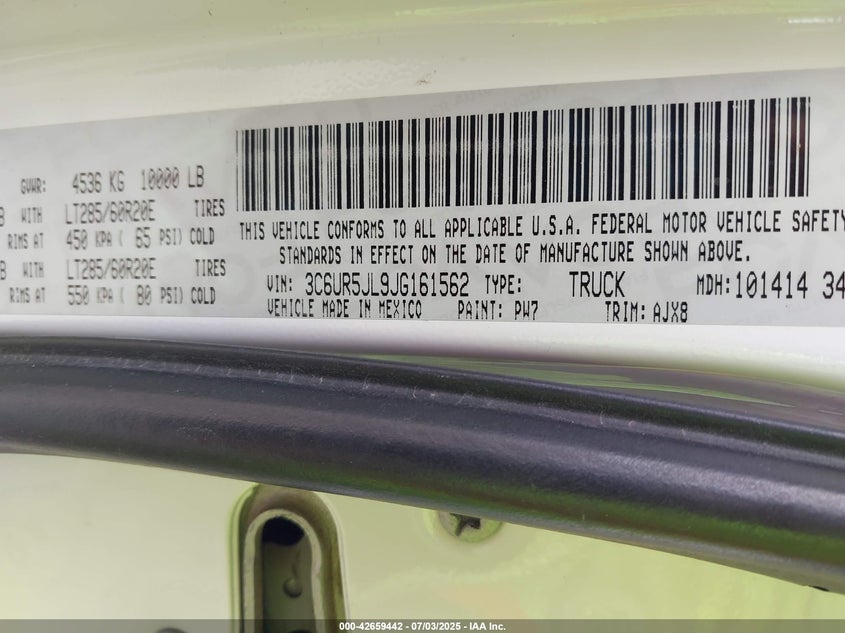 GVWR: 4536 KG 10000 LB
B WITH LT285/60R20E TIRES
RIMS AT 450 KPA ( 65 PSI) COLD
B WITH LT285/60R20E TIRES
RIMS AT 550 KPA ( 80 PSI) COLD
THIS VEHICLE CONFORMS TO ALL APPLICABLE U.S.A. FEDERAL MOTOR VEHICLE SAFETY
STANDARDS IN EFFECT ON THE DATE OF MANUFACTURE SHOWN ABOVE.
VIN: 3C6UR5JL9JG161562 TYPE: TRUCK MDH:101414 34
VEHICLE MADE IN MEXICO PAINT: PW7 TRIM: AJX8
000-42659442 - 07/03/2025 - IAA Inc.